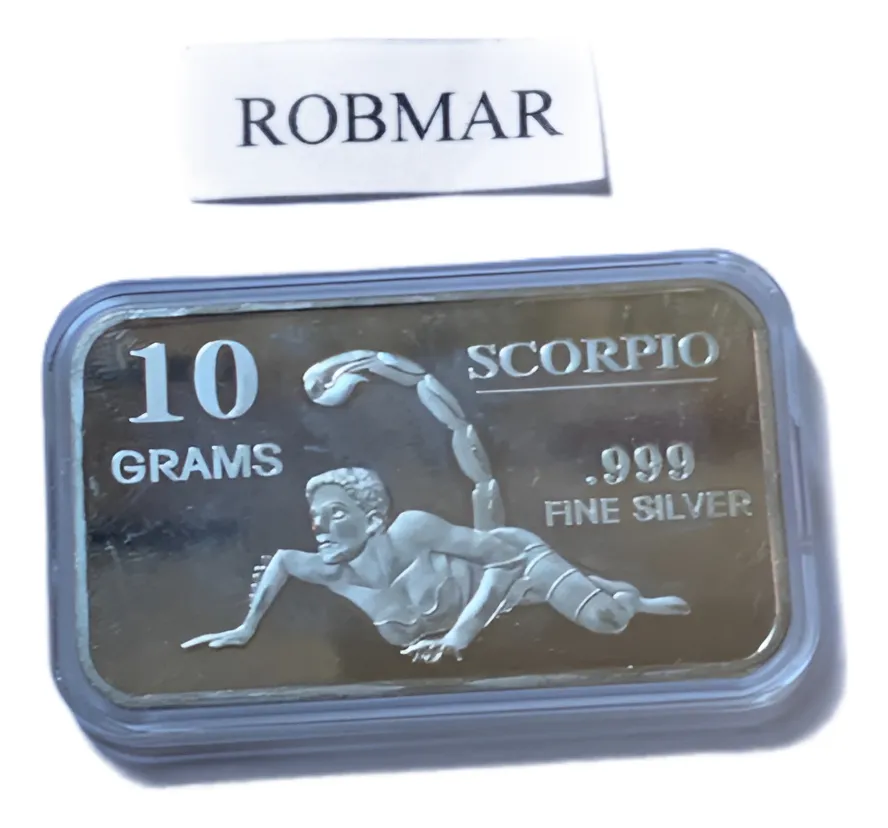 ROBMAR
10
GRAMS
SCORPIO
.999
FINE SILVER